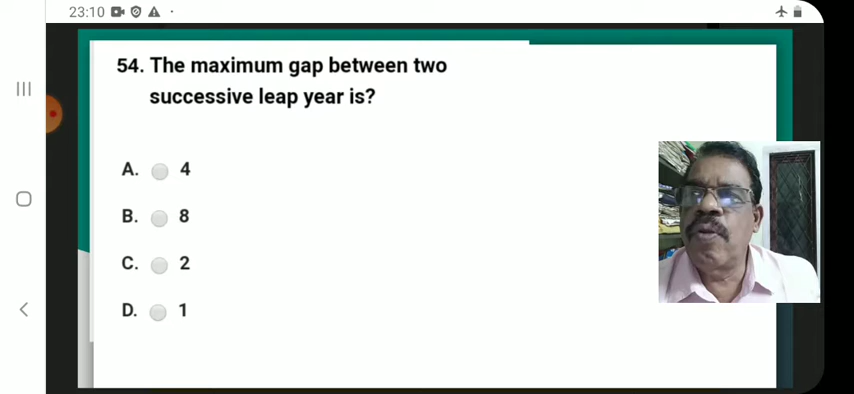 23:10
54. The maximum gap between two
successive leap year is?
A. 4
B. 8
C. 2
D. 1